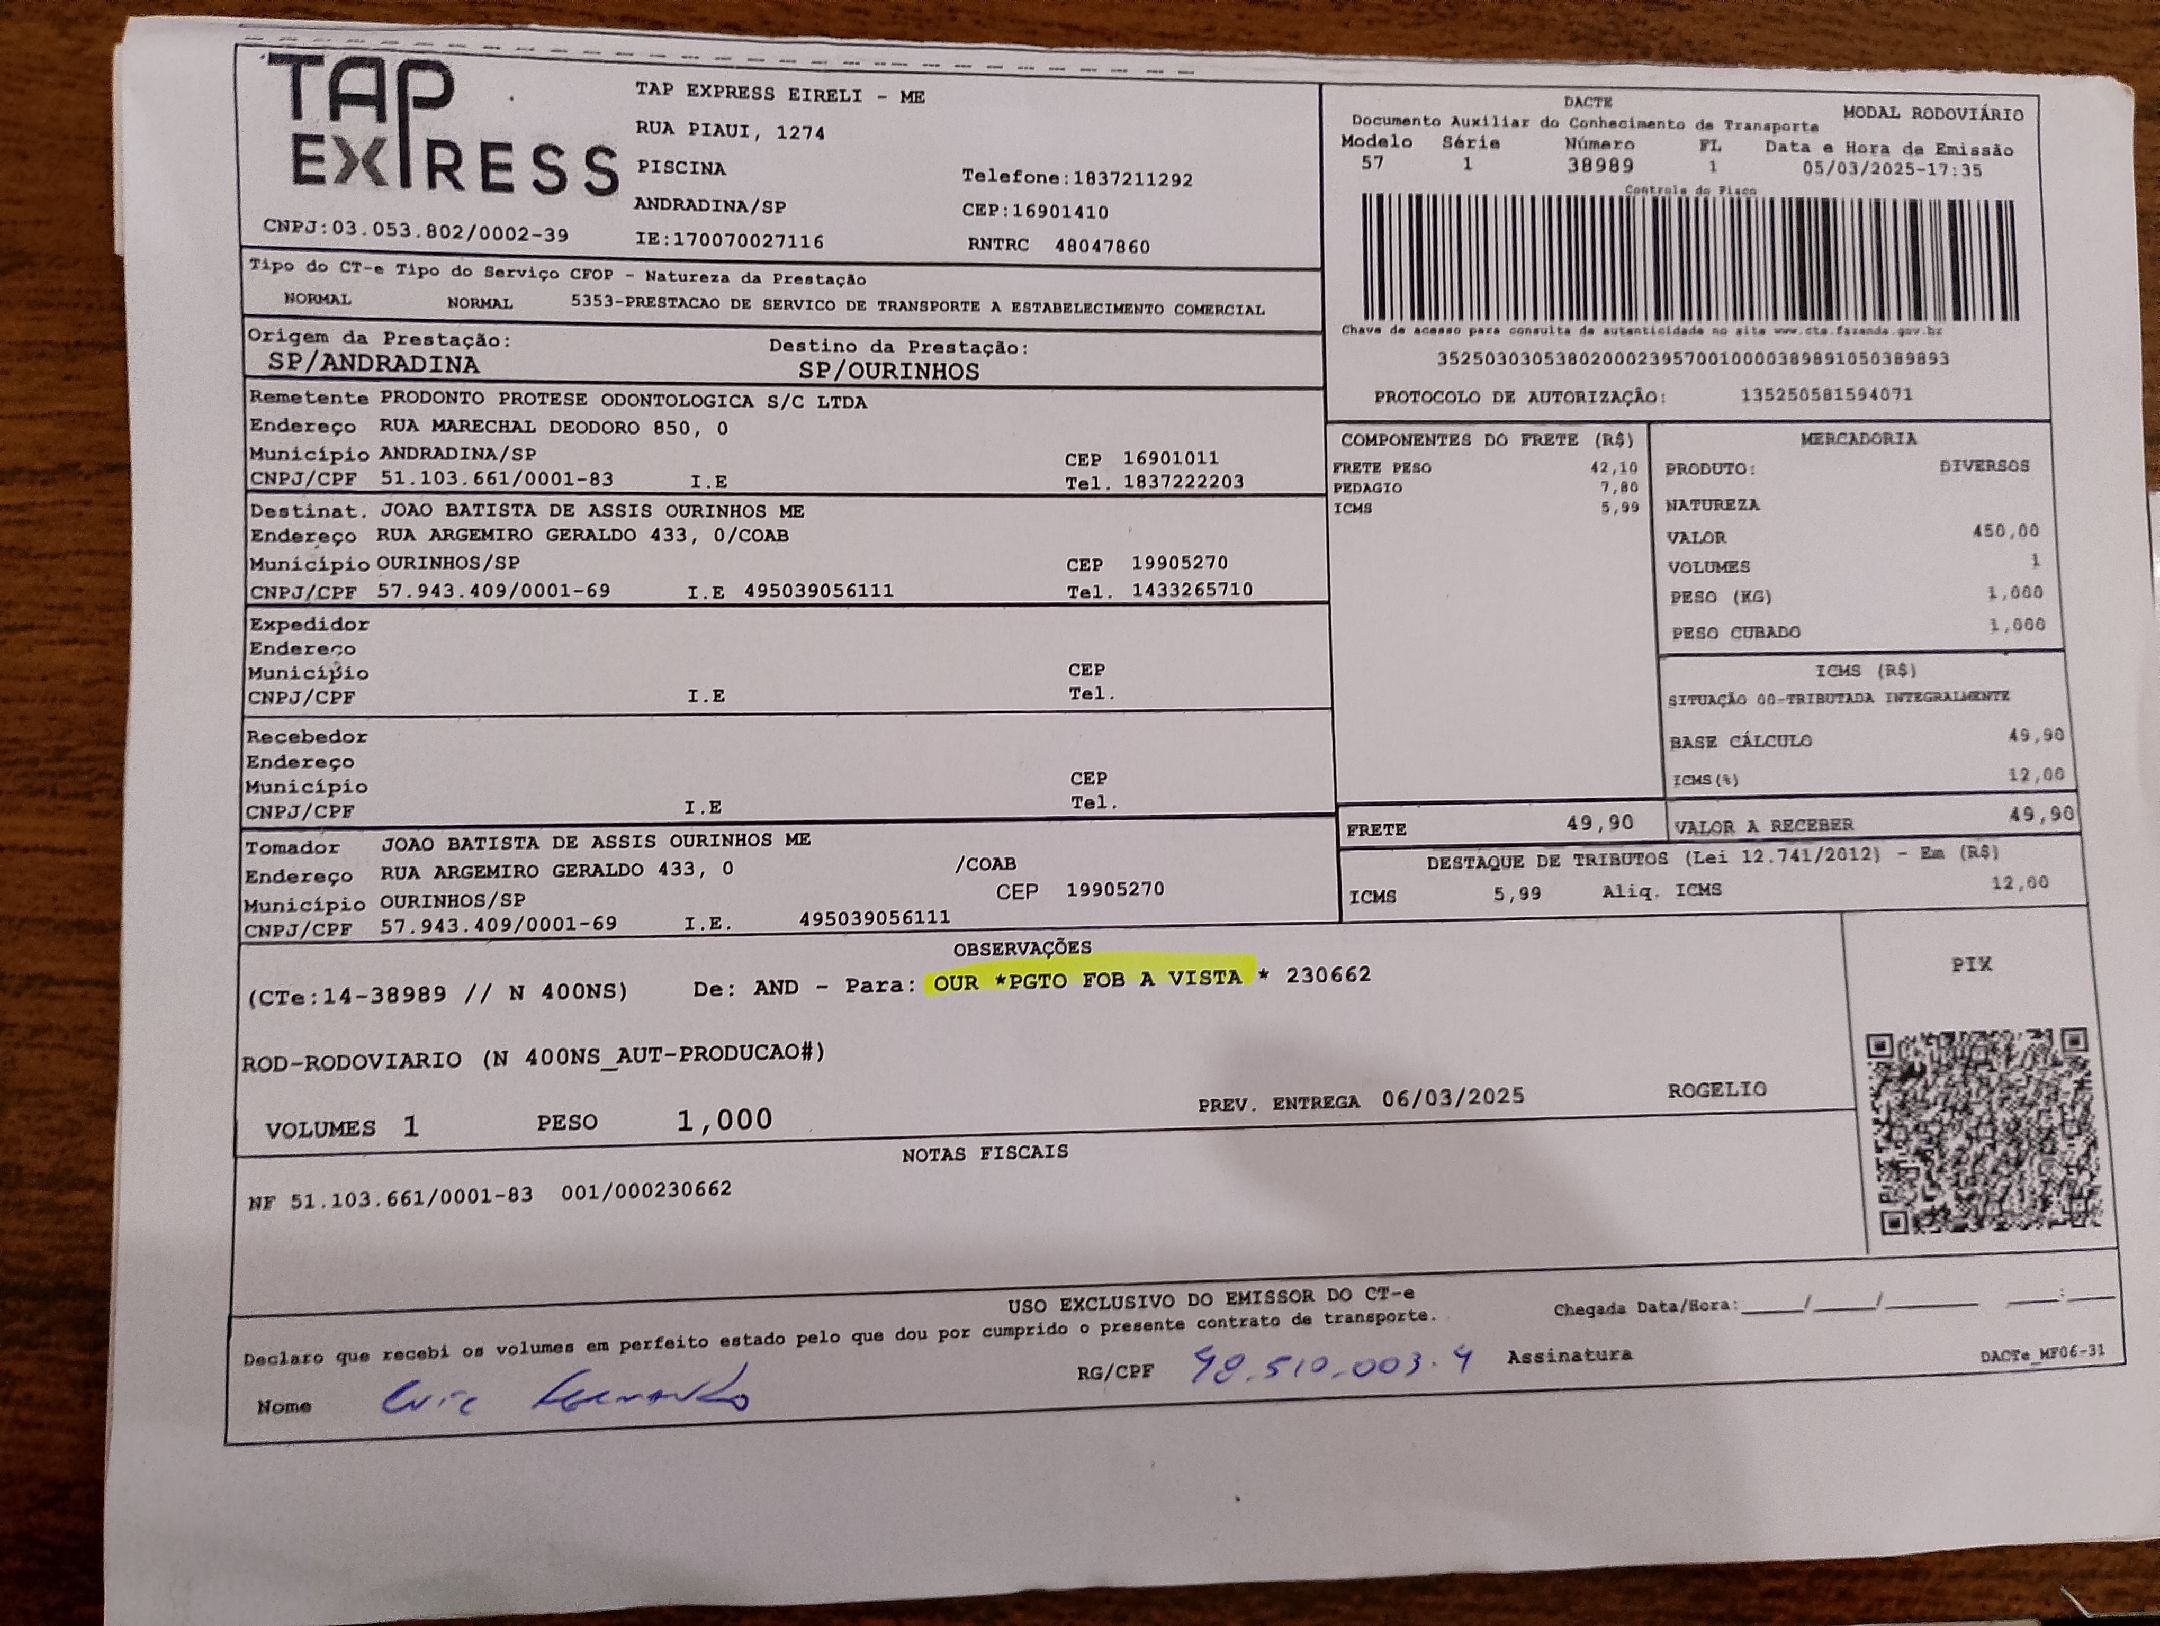 TAP EXPRESS
TAP EXPRESS EIRELI - ME
RUA PIAUI, 1274
PISCINA
Telefone:1837211292
ANDRADINA/SP
CEP:16901410
CNPJ:03.053.802/0002-39
IE:170070027116
RNTRC 48047860
DACTE
MODAL RODOVIÁRIO
Documento Auxiliar do Conhecimento de Transporte
Modelo Série Número FL Data e Hora de Emissão
57 1 38989 1 05/03/2025-17:35
Controle do Fisco
Chave de acesso para consulta de autenticidade no site www.cte.fazenda.gov.br
35250303053802000239570010000389891050389893
PROTOCOLO DE AUTORIZAÇÃO: 135250581594071
Tipo do CT-e Tipo do Serviço CFOP - Natureza da Prestação
NORMAL NORMAL 5353-PRESTACAO DE SERVICO DE TRANSPORTE A ESTABELECIMENTO COMERCIAL
Origem da Prestação: Destino da Prestação:
SP/ANDRADINA SP/OURINHOS
Remetente PRODONTO PROTESE ODONTOLOGICA S/C LTDA
Endereço RUA MARECHAL DEODORO 850, 0
Município ANDRADINA/SP CEP 16901011
CNPJ/CPF 51.103.661/0001-83 I.E Tel. 1837222203
Destinat. JOAO BATISTA DE ASSIS OURINHOS ME
Endereço RUA ARGEMIRO GERALDO 433, 0/COAB
Município OURINHOS/SP CEP 19905270
CNPJ/CPF 57.943.409/0001-69 I.E 495039056111 Tel. 1433265710
Expedidor
Endereço
Município CEP
CNPJ/CPF I.E Tel.
Recebedor
Endereço
Município CEP
CNPJ/CPF I.E Tel.
Tomador JOAO BATISTA DE ASSIS OURINHOS ME
Endereço RUA ARGEMIRO GERALDO 433, 0 /COAB
Município OURINHOS/SP CEP 19905270
CNPJ/CPF 57.943.409/0001-69 I.E. 495039056111
COMPONENTES DO FRETE (R$)
FRETE PESO 42,10
PEDAGIO 7,80
ICMS 5,99
MERCADORIA
PRODUTO: DIVERSOS
NATUREZA
VALOR 450,00
VOLUMES 1
PESO (KG) 1,000
PESO CUBADO 1,000
ICMS (R$)
SITUAÇÃO 00-TRIBUTADA INTEGRALMENTE
BASE CÁLCULO 49,90
ICMS(%) 12,00
FRETE 49,90 VALOR A RECEBER 49,90
DESTAQUE DE TRIBUTOS (Lei 12.741/2012) - Em (R$)
ICMS 5,99 Aliq. ICMS 12,00
OBSERVAÇÕES
(CTe:14-38989 // N 400NS) De: AND - Para: OUR *PGTO FOB A VISTA * 230662
ROD-RODOVIARIO (N 400NS_AUT-PRODUCAO#)
VOLUMES 1 PESO 1,000 PREV. ENTREGA 06/03/2025 ROGELIO
PIX
NOTAS FISCAIS
NF 51.103.661/0001-83 001/000230662
USO EXCLUSIVO DO EMISSOR DO CT-e
Declaro que recebi os volumes em perfeito estado pelo que dou por cumprido o presente contrato de transporte.
Chegada Data/Hora:____/____/______ ____:____
Nome RG/CPF 48.510.003.4 Assinatura
DACTe_MF06-31